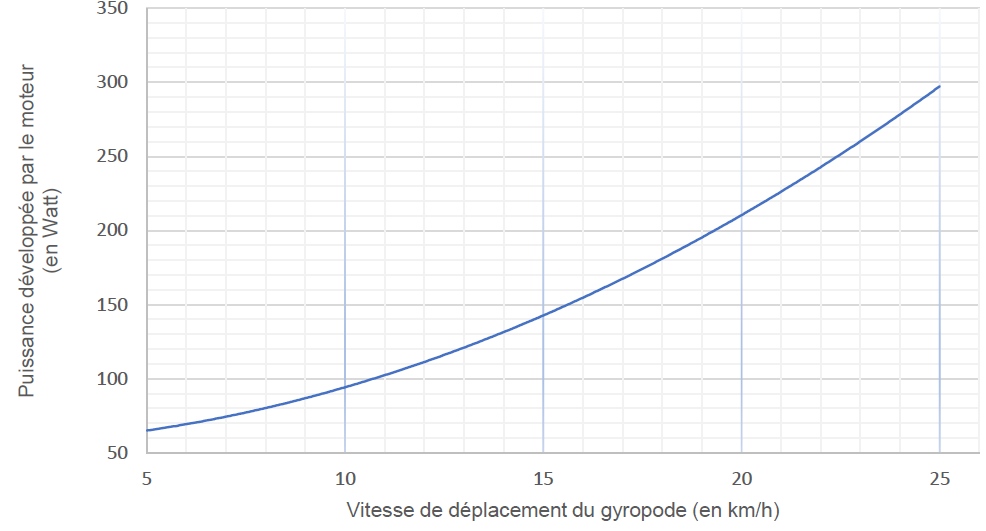 350
300
250
200
150
100
50
Puissance développée par le moteur
(en Watt)
5 10 15 20 25
Vitesse de déplacement du gyropode (en km/h)